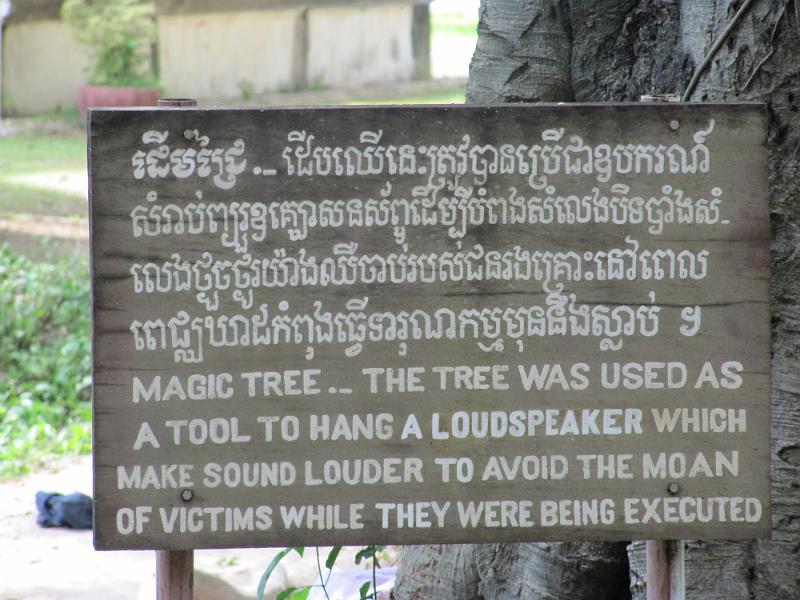 ដើមជ្រៃ .._ ដើមឈើនេះត្រូវបានប្រើជាឧបករណ៍
សំរាប់ព្យួរឧគ្ឃោសនស័ព្ទដើម្បីបំពងសំលេងបិទបាំងសំ-
លេងថ្ងូចថ្ងូរយ៉ាងឈឺចាប់របស់ជនរងគ្រោះនៅពេល
ពេជ្ឈឃាដកំពុងធ្វើទារុណកម្មមុននឹងស្លាប់ ៚
MAGIC TREE .._ THE TREE WAS USED AS
A TOOL TO HANG A LOUDSPEAKER WHICH
MAKE SOUND LOUDER TO AVOID THE MOAN
OF VICTIMS WHILE THEY WERE BEING EXECUTED